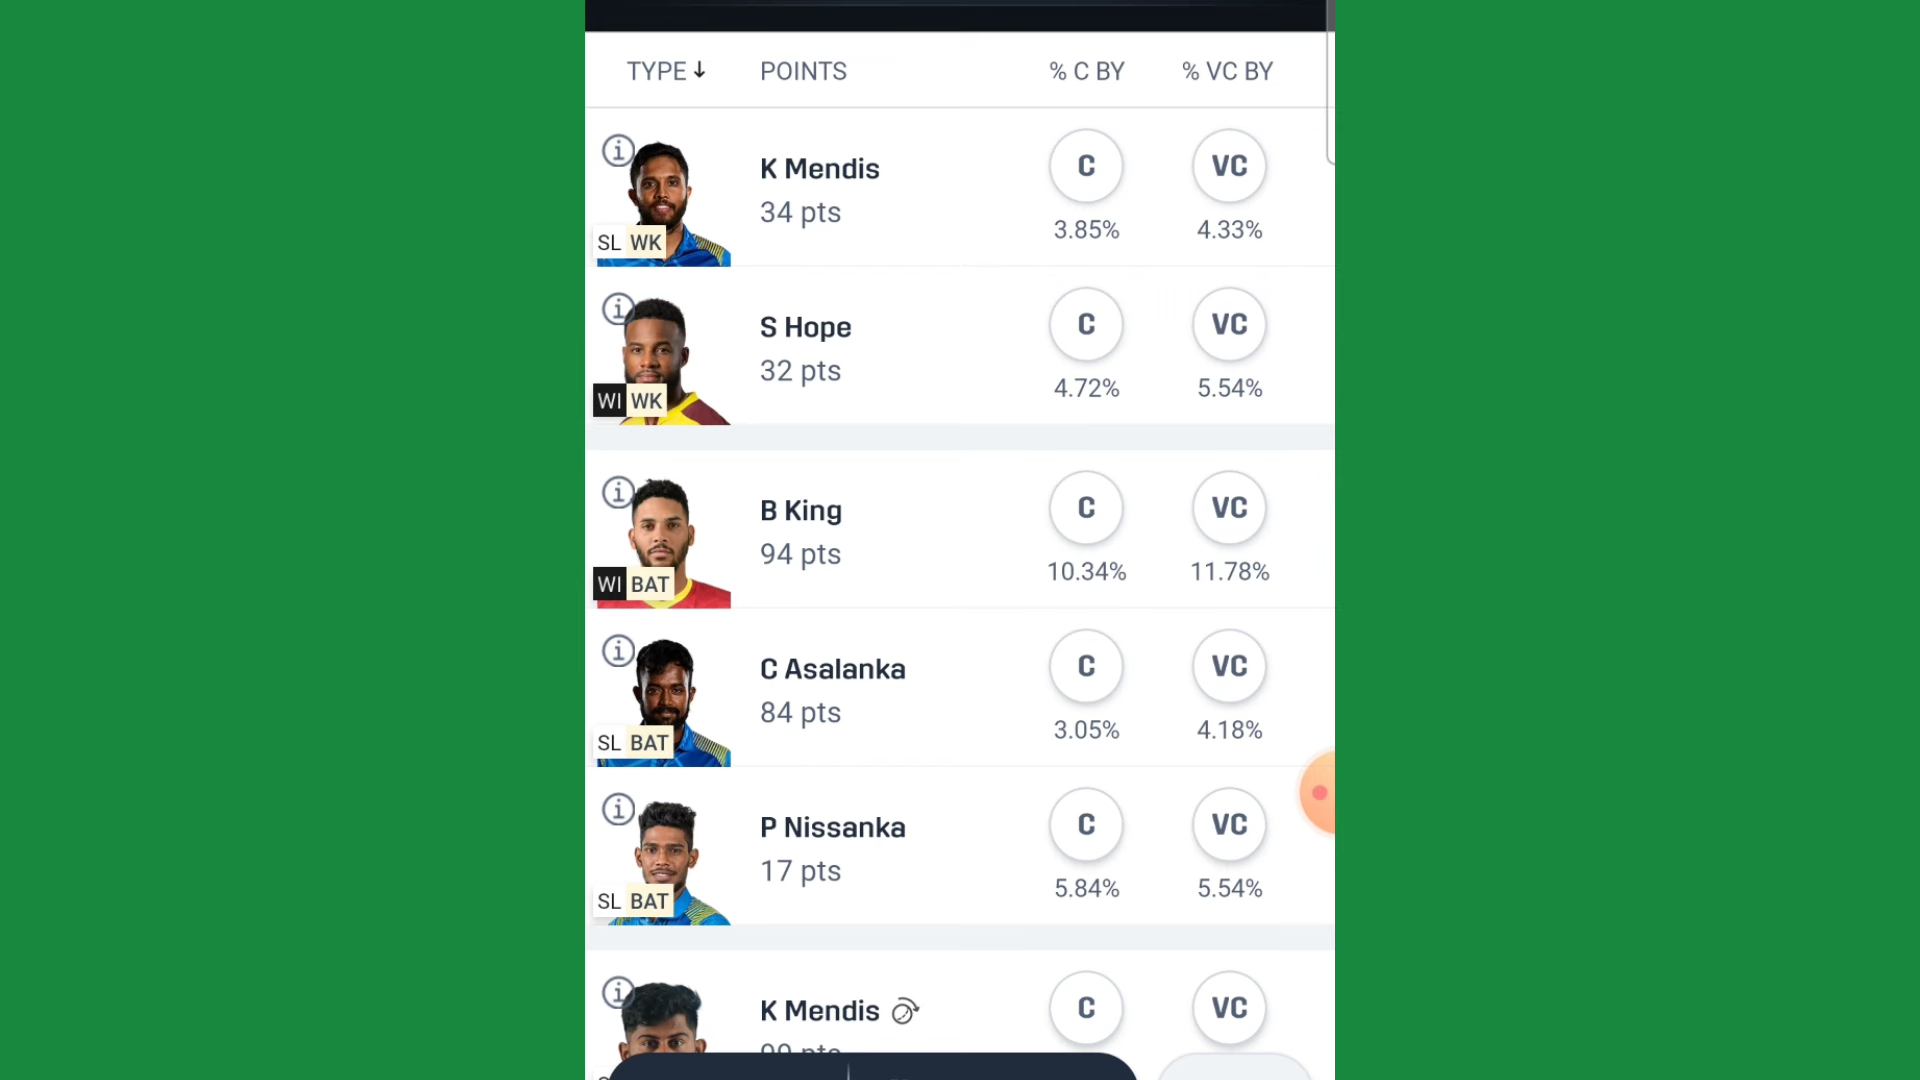 TYPE POINTS % C BY % VC BY
K Mendis C VC
34 pts 3.85% 4.33%
SL WK
S Hope C VC
32 pts 4.72% 5.54%
WI WK
B King C VC
94 pts 10.34% 11.78%
WI BAT
C Asalanka C VC
84 pts 3.05% 4.18%
SL BAT
P Nissanka C VC
17 pts 5.84% 5.54%
SL BAT
K Mendis C VC